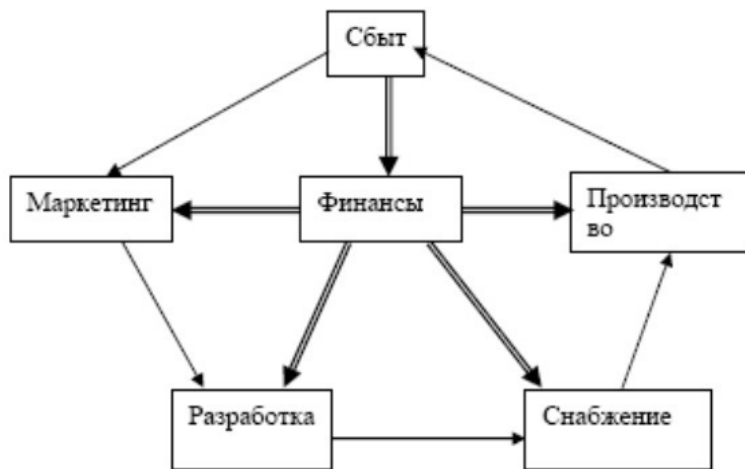 Сбыт
Маркетинг
Финансы
Производст
во
Разработка
Снабжение